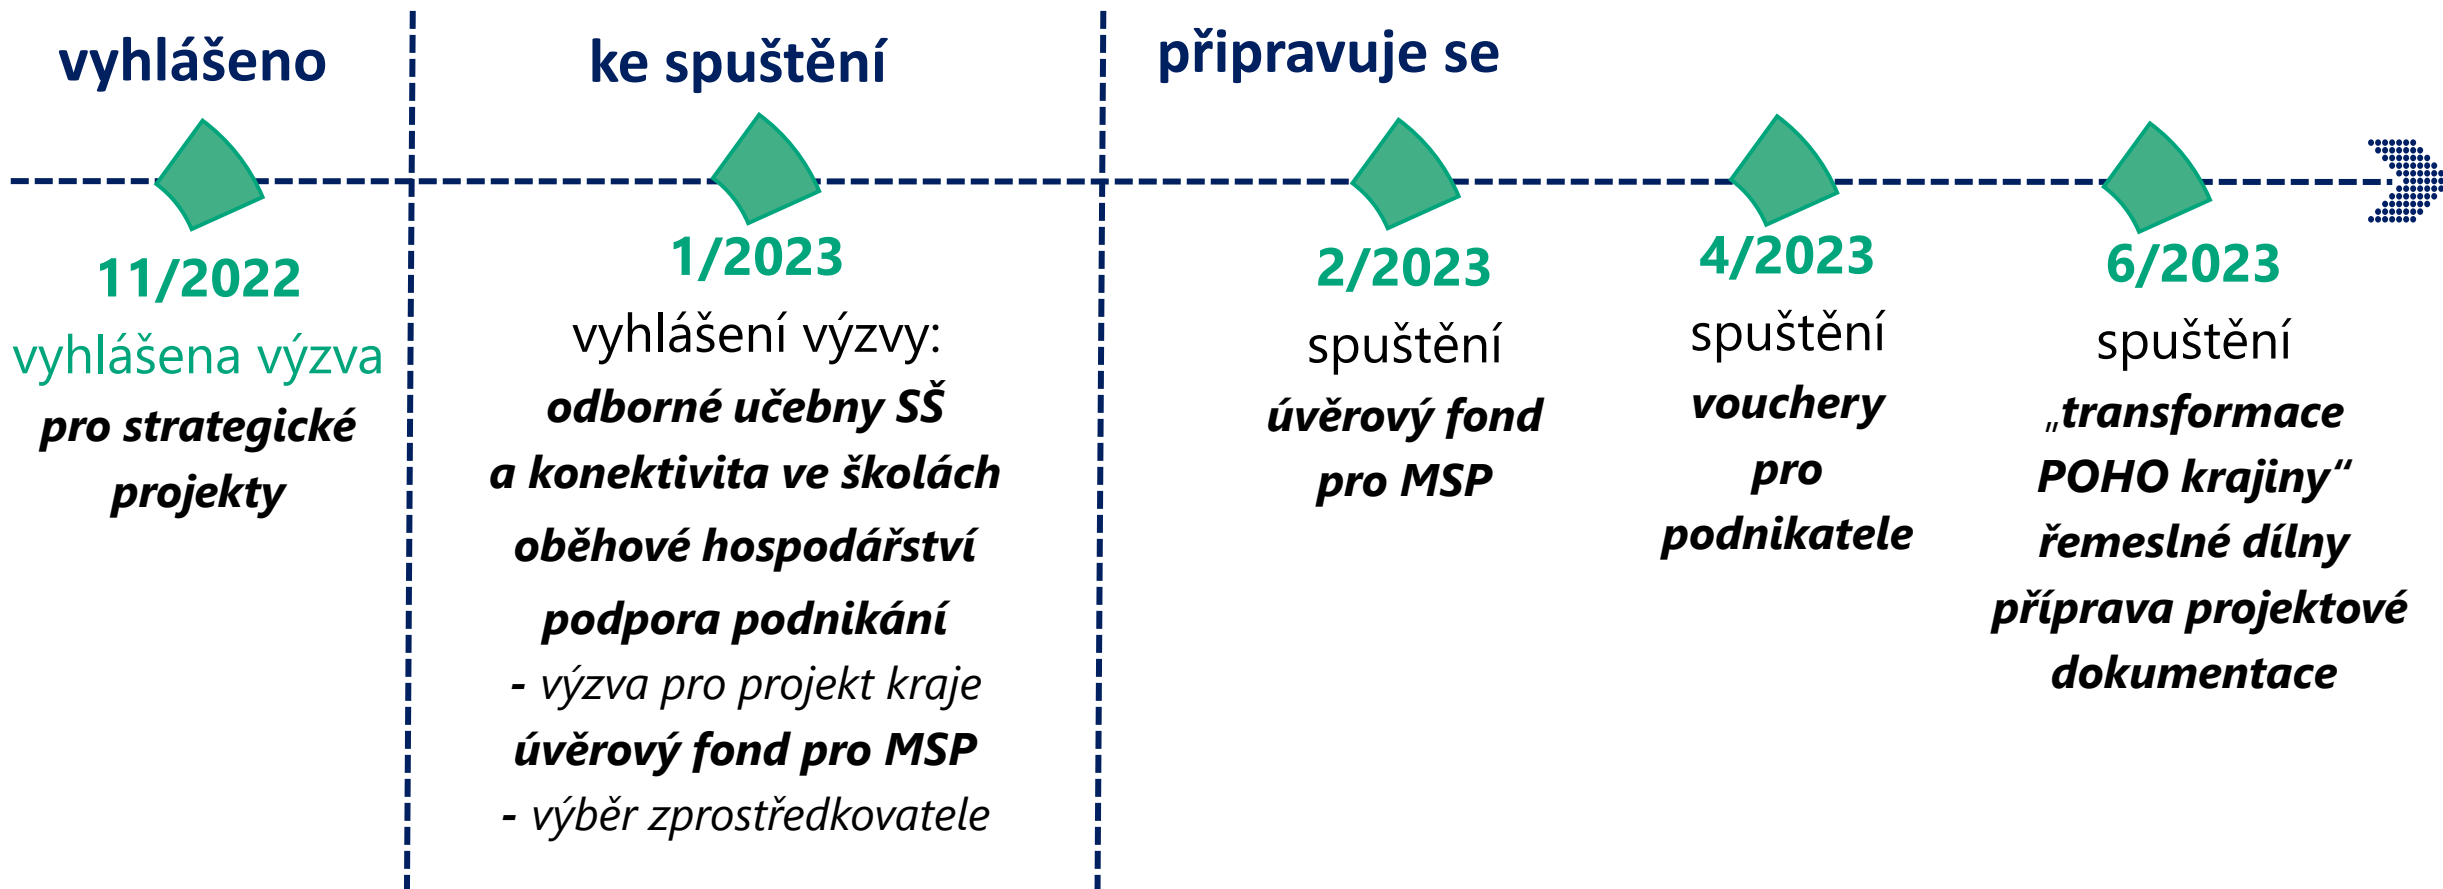 vyhlášeno
11/2022
vyhlášena výzva
pro strategické
projekty
ke spuštění
1/2023
vyhlášení výzvy:
odborné učebny SŠ
a konektivita ve školách
oběhové hospodářství
podpora podnikání
- výzva pro projekt kraje
úvěrový fond pro MSP
- výběr zprostředkovatele
připravuje se
2/2023
spuštění
úvěrový fond
pro MSP
4/2023
spuštění
vouchery
pro
podnikatele
6/2023
spuštění
„transformace
POHO krajiny“
řemeslné dílny
příprava projektové
dokumentace